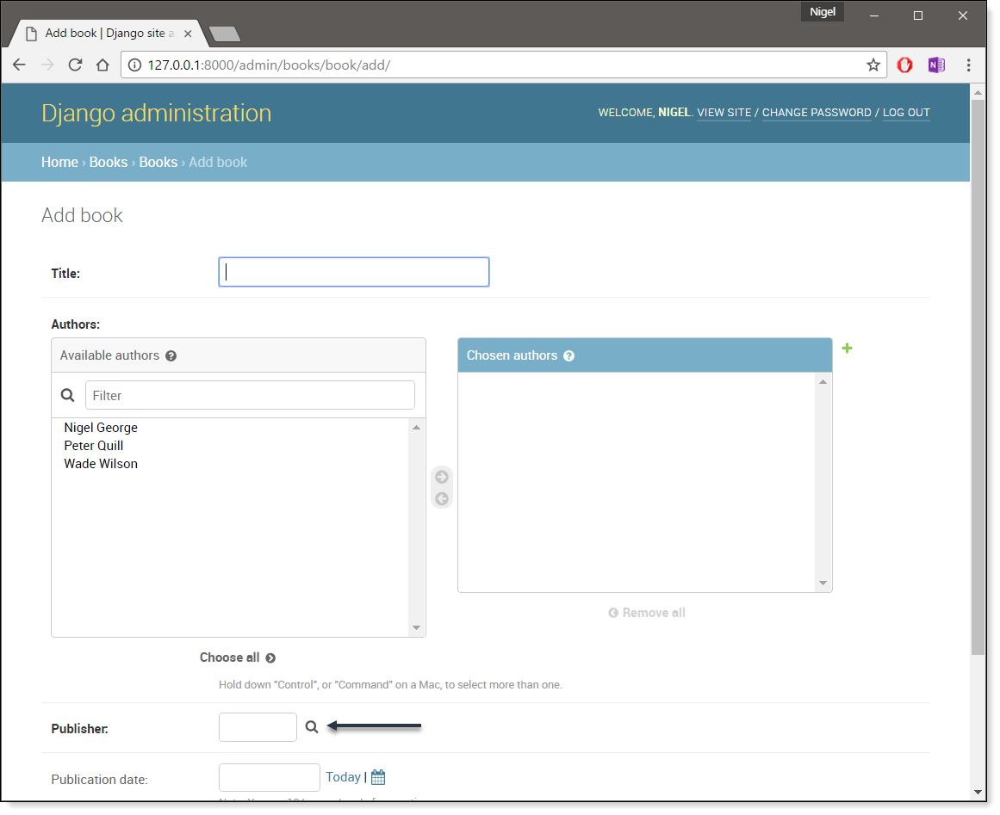 Nigel
Add book | Django site a
127.0.0.1:8000/admin/books/book/add/
Django administration
WELCOME, NIGEL. VIEW SITE / CHANGE PASSWORD / LOG OUT
Home › Books › Books › Add book
Add book
Title:
Authors:
Available authors ?
Chosen authors ?
Filter
Nigel George
Peter Quill
Wade Wilson
Remove all
Choose all
Hold down "Control", or "Command" on a Mac, to select more than one.
Publisher:
Publication date:
Today |